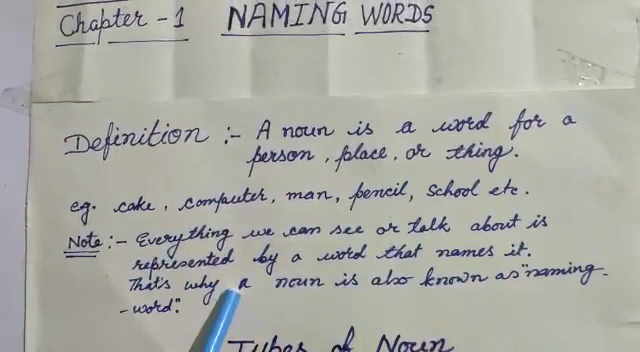 Chapter - 1 NAMING WORDS
Definition :- A noun is a word for a
person, place, or thing.
eg. cake, computer, man, pencil, School etc.
Note :- Everything we can see or talk about is
represented by a word that names it.
That's why a noun is also known as "naming-
- word".
Types of Noun